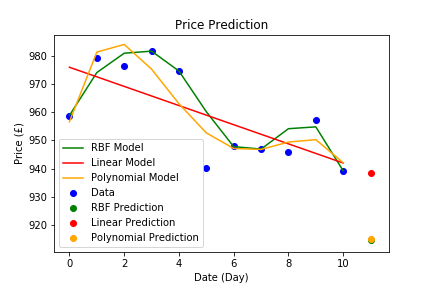 Price Prediction
Price (£)
980
970
960
950
940
930
920
RBF Model
Linear Model
Polynomial Model
Data
RBF Prediction
Linear Prediction
Polynomial Prediction
0 2 4 6 8 10
Date (Day)